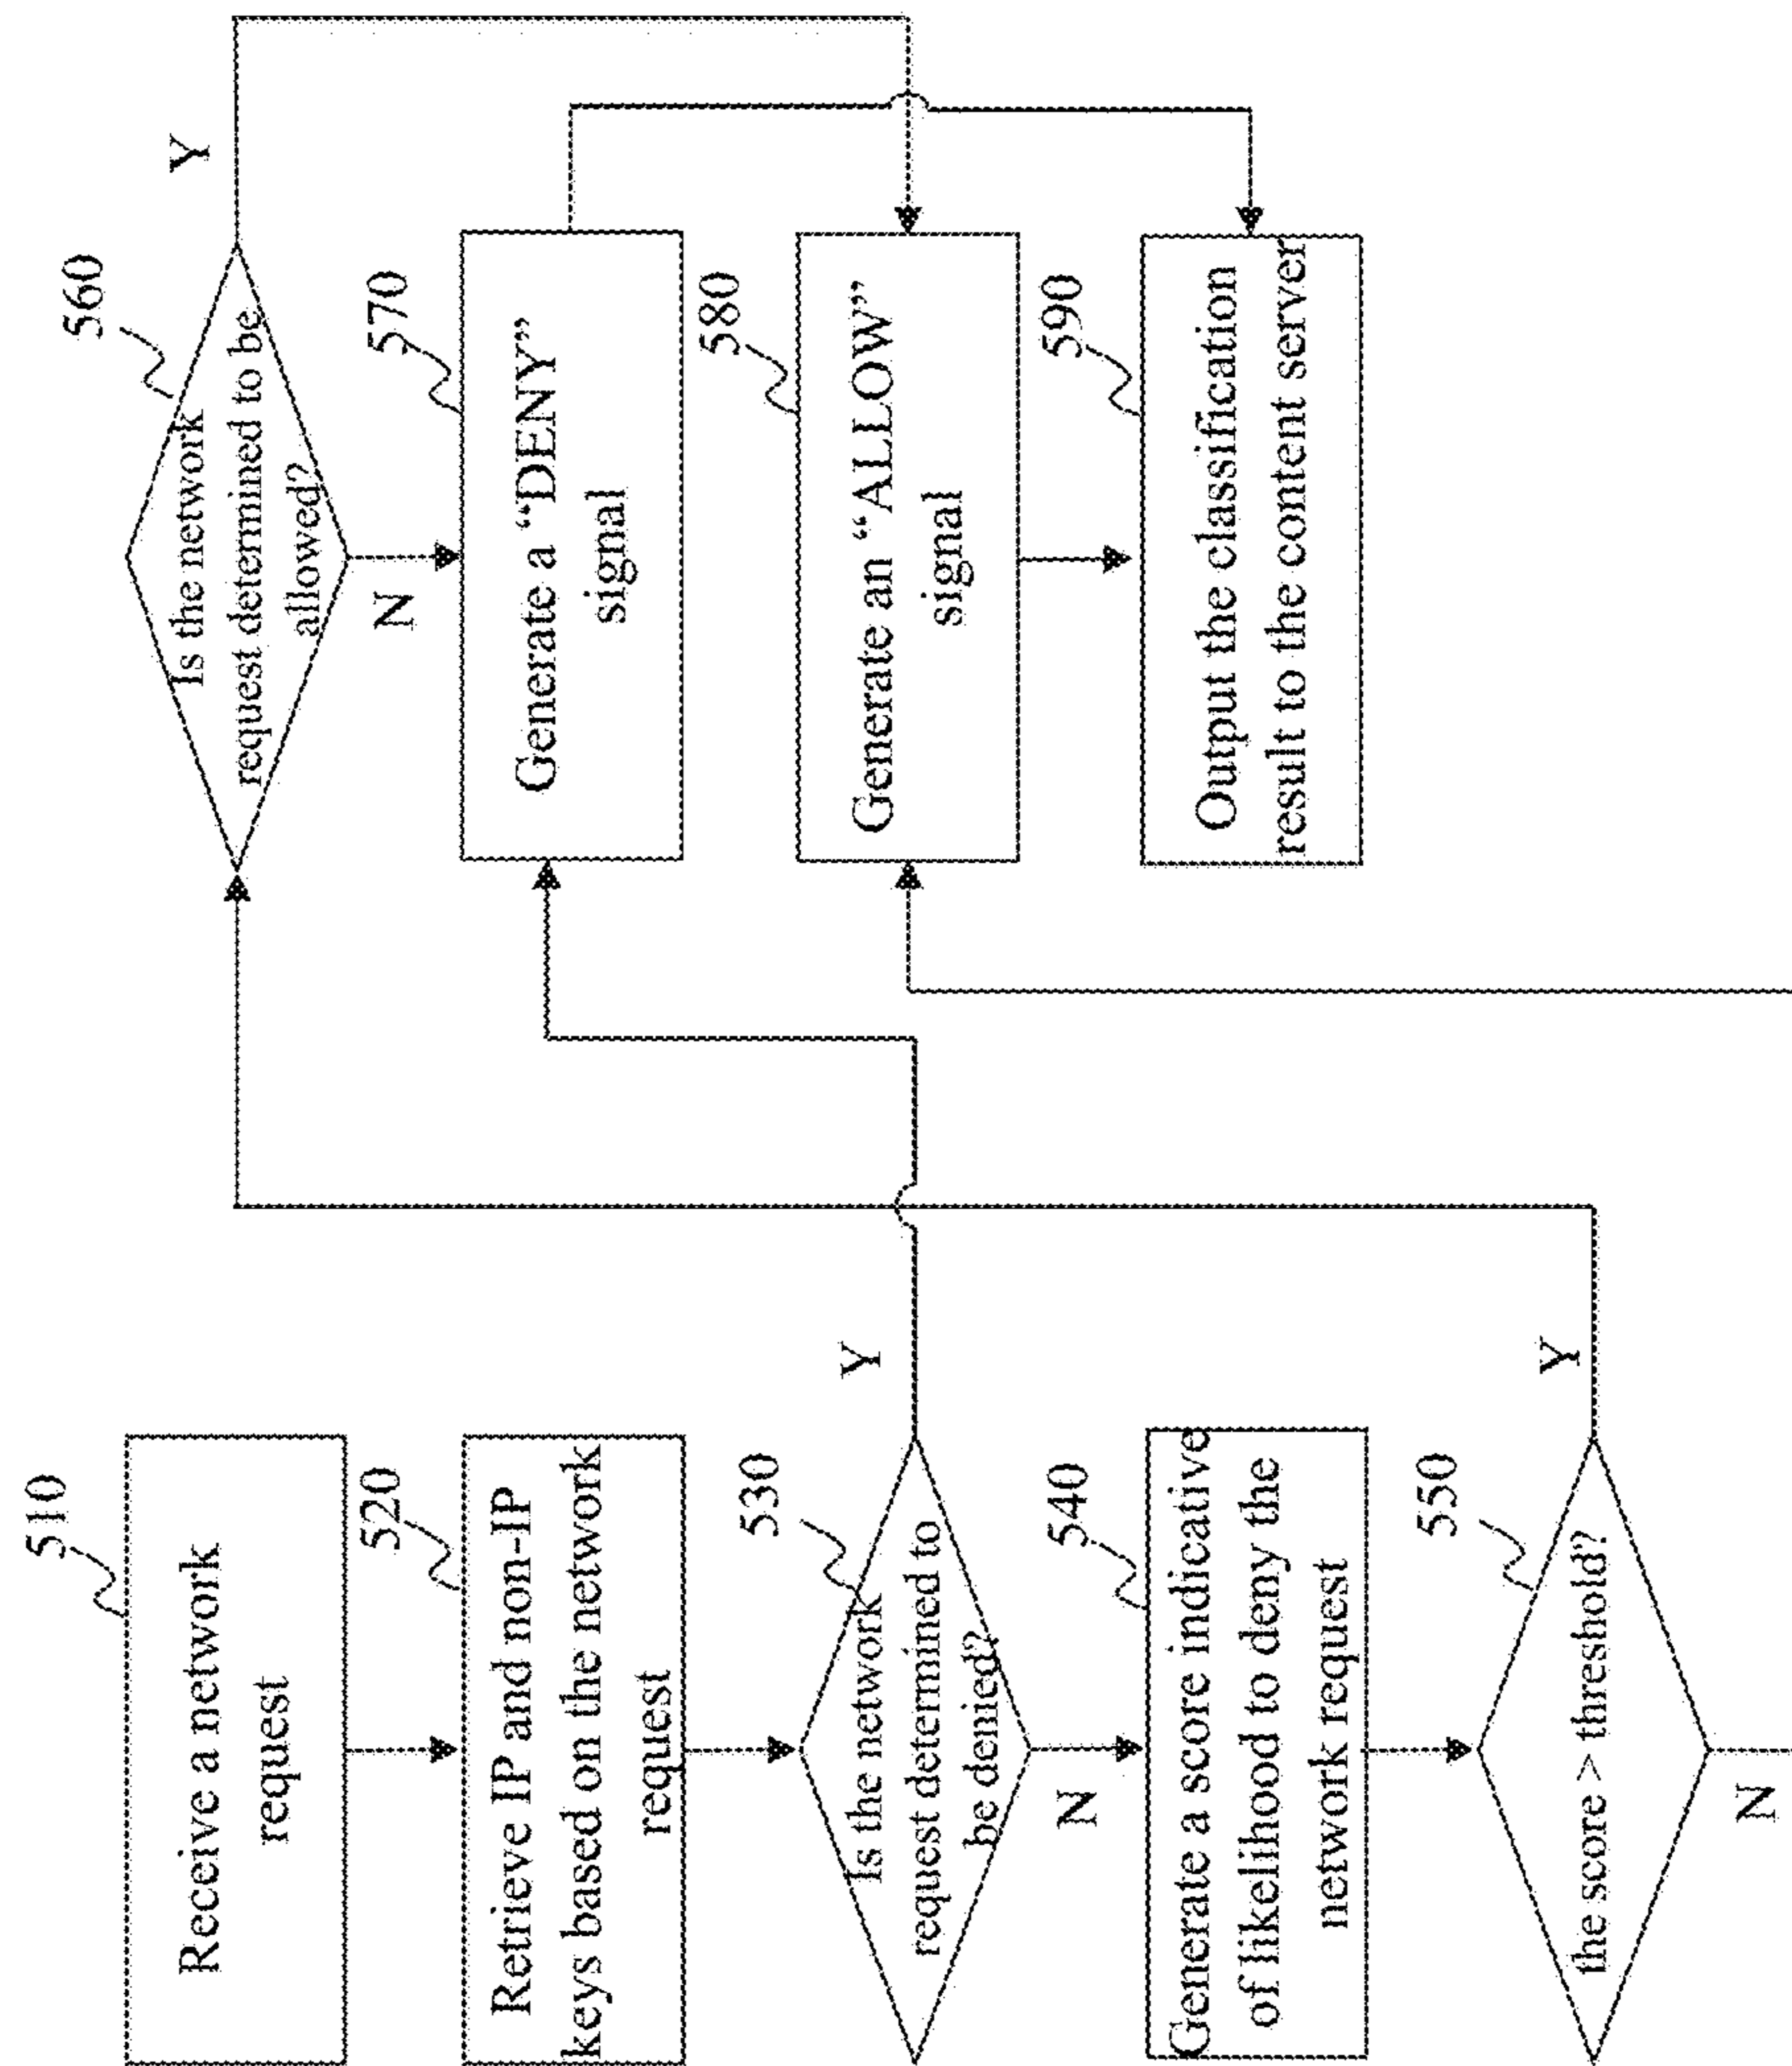 510
Receive a network
request
520
Retrieve IP and non-IP
keys based on the network
request
530
Is the network
request determined to
be denied?
Y
N
540
Generate a score indicative
of likelihood to deny the
network request
550
the score > threshold?
Y
N
560
Is the network
request determined to be
allowed?
Y
N
570
Generate a “DENY”
signal
580
Generate an “ALLOW”
signal
590
Output the classification
result to the content server